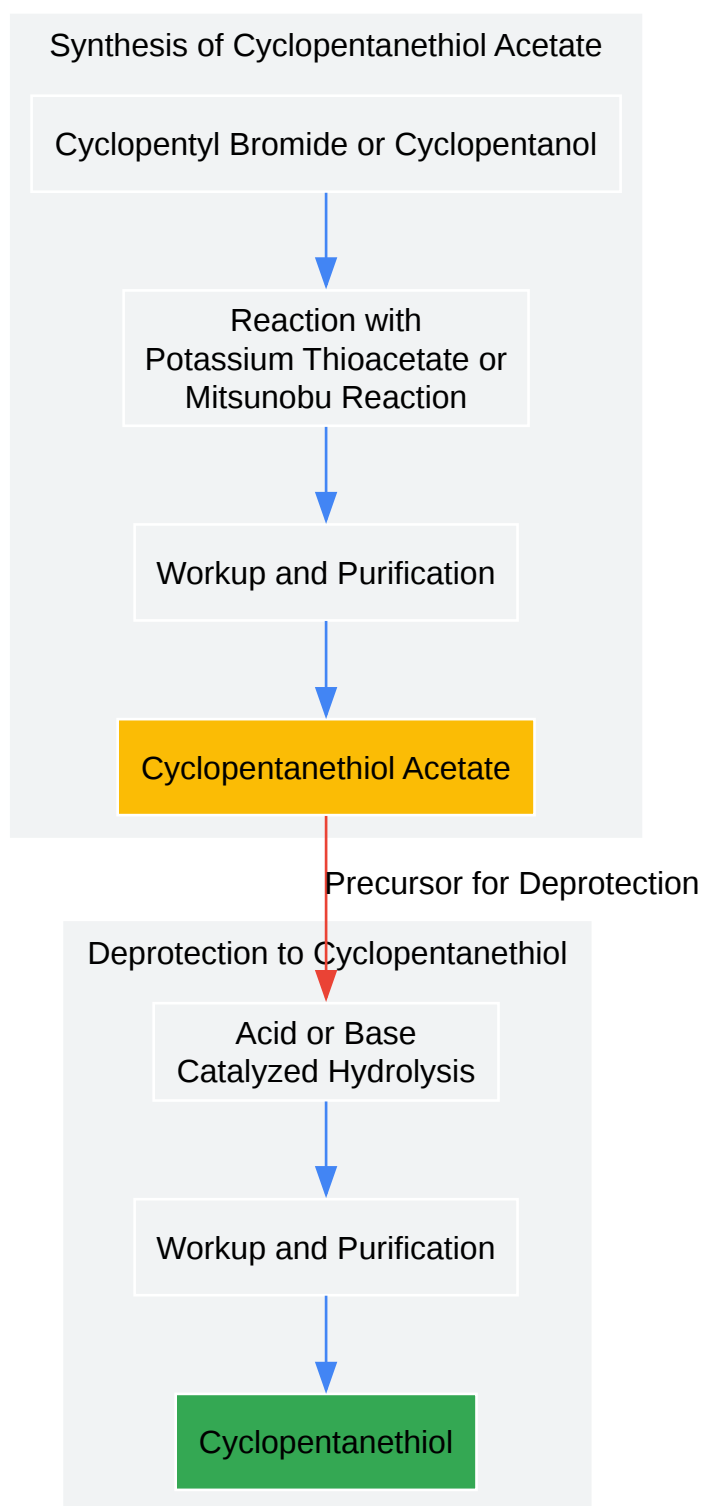 Synthesis of Cyclopentanethiol Acetate
Cyclopentyl Bromide or Cyclopentanol
Reaction with
Potassium Thioacetate or
Mitsunobu Reaction
Workup and Purification
Cyclopentanethiol Acetate
Precursor for Deprotection
Deprotection to Cyclopentanethiol
Acid or Base
Catalyzed Hydrolysis
Workup and Purification
Cyclopentanethiol